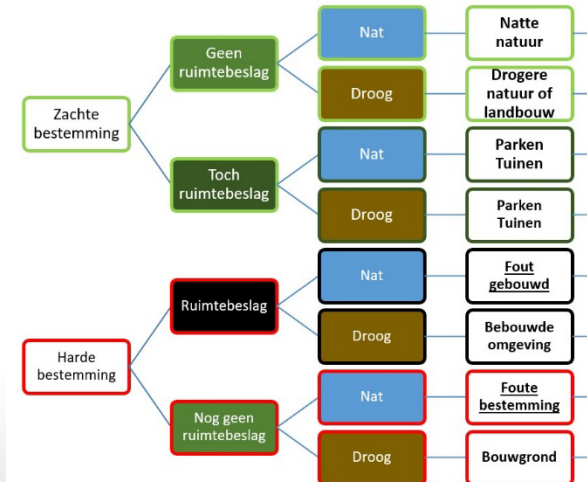 Zachte
bestemming
Geen
ruimtebeslag
Nat
Natte
natuur
Droog
Drogere
natuur of
landbouw
Toch
ruimtebeslag
Nat
Parken
Tuinen
Droog
Parken
Tuinen
Harde
bestemming
Ruimtebeslag
Nat
Fout
gebouwd
Droog
Bebouwde
omgeving
Nog geen
ruimtebeslag
Nat
Foute
bestemming
Droog
Bouwgrond